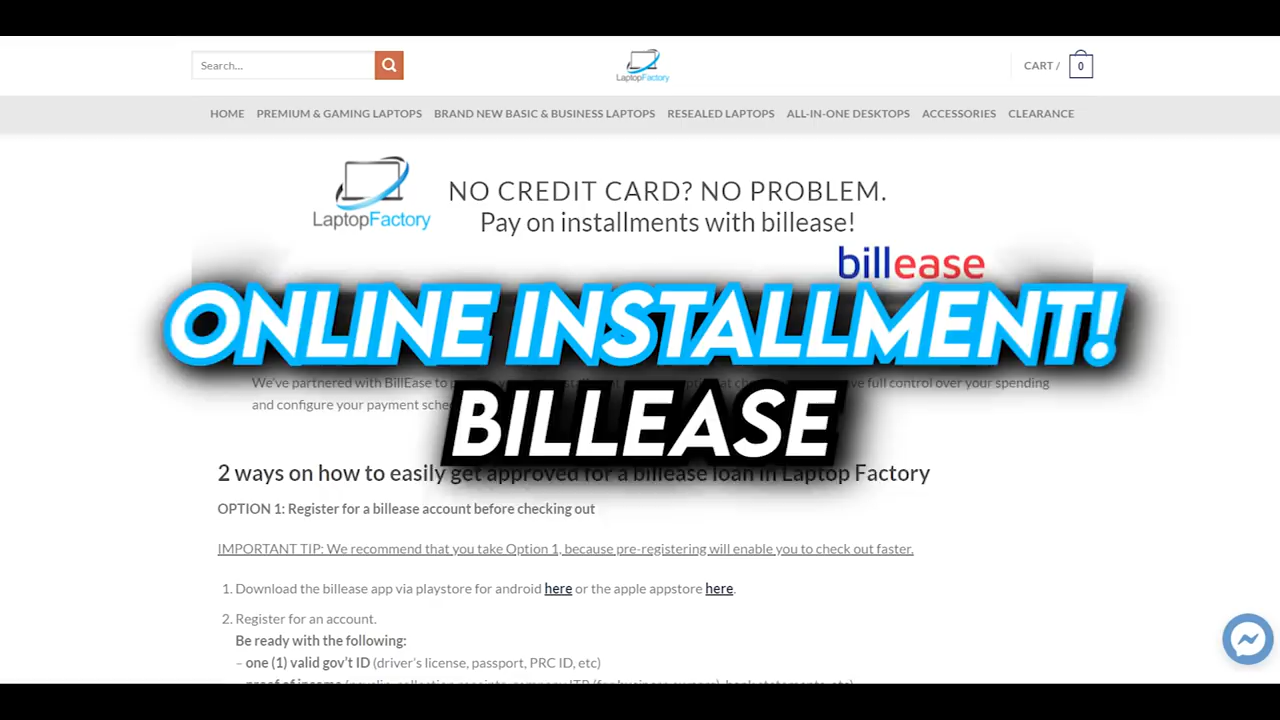 Search...
LaptopFactory
CART / 0
HOME PREMIUM & GAMING LAPTOPS BRAND NEW BASIC & BUSINESS LAPTOPS RESEALED LAPTOPS ALL-IN-ONE DESKTOPS ACCESSORIES CLEARANCE
LaptopFactory
NO CREDIT CARD? NO PROBLEM.
Pay on installments with billease!
billease
ONLINE INSTALLMENT!
We've partnered with BillEase to full control over your spending
and configure your payment
BILLEASE
2 ways on how to easily get approved for a billease loan in Laptop Factory
OPTION 1: Register for a billease account before checking out
IMPORTANT TIP: We recommend that you take Option 1, because pre-registering will enable you to check out faster.
1. Download the billease app via playstore for android here or the apple appstore here.
2. Register for an account.
Be ready with the following:
– one (1) valid gov't ID (driver's license, passport, PRC ID, etc)